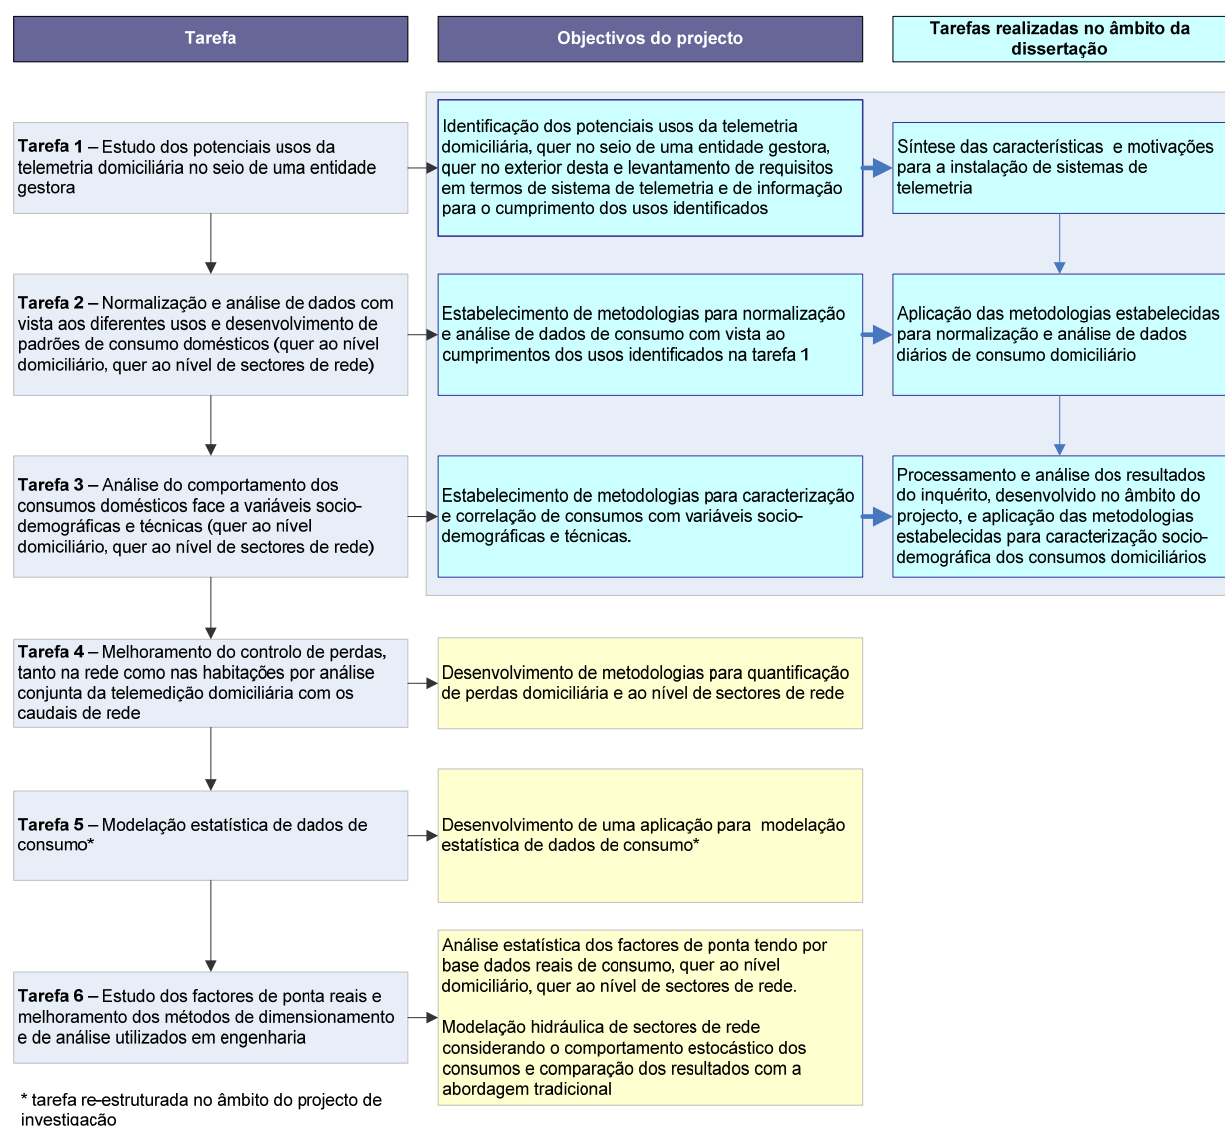 Tarefa
Objectivos do projecto
Tarefas realizadas no âmbito da
dissertação
Tarefa 1 – Estudo dos potenciais usos da
telemetria domiciliária no seio de uma entidade
gestora
Identificação dos potenciais usos da telemetria
domiciliária, quer no seio de uma entidade gestora,
quer no exterior desta e levantamento de requisitos
em termos de sistema de telemetria e de informação
para o cumprimento dos usos identificados
Síntese das características e motivações
para a instalação de sistemas de
telemetria
Tarefa 2 – Normalização e análise de dados com
vista aos diferentes usos e desenvolvimento de
padrões de consumo domésticos (quer ao nível
domiciliário, quer ao nível de sectores de rede)
Estabelecimento de metodologias para normalização
e análise de dados de consumo com vista ao
cumprimentos dos usos identificados na tarefa 1
Aplicação das metodologias estabelecidas
para normalização e análise de dados
diários de consumo domiciliário
Tarefa 3 – Análise do comportamento dos
consumos domésticos face a variáveis socio-
demográficas e técnicas (quer ao nível
domiciliário, quer ao nível de sectores de rede)
Estabelecimento de metodologias para caracterização
e correlação de consumos com variáveis socio-
demográficas e técnicas.
Processamento e análise dos resultados
do inquérito, desenvolvido no âmbito do
projecto, e aplicação das metodologias
estabelecidas para caracterização socio-
demográfica dos consumos domiciliários
Tarefa 4 – Melhoramento do controlo de perdas,
tanto na rede como nas habitações por análise
conjunta da telemedição domiciliária com os
caudais de rede
Desenvolvimento de metodologias para quantificação
de perdas domiciliária e ao nível de sectores de rede
Tarefa 5 – Modelação estatística de dados de
consumo*
Desenvolvimento de uma aplicação para modelação
estatística de dados de consumo*
Tarefa 6 – Estudo dos factores de ponta reais e
melhoramento dos métodos de dimensionamento
e de análise utilizados em engenharia
Análise estatística dos factores de ponta tendo por
base dados reais de consumo, quer ao nível
domiciliário, quer ao nível de sectores de rede.
Modelação hidráulica de sectores de rede
considerando o comportamento estocástico dos
consumos e comparação dos resultados com a
abordagem tradicional
* tarefa re-estruturada no âmbito do projecto de
investigação